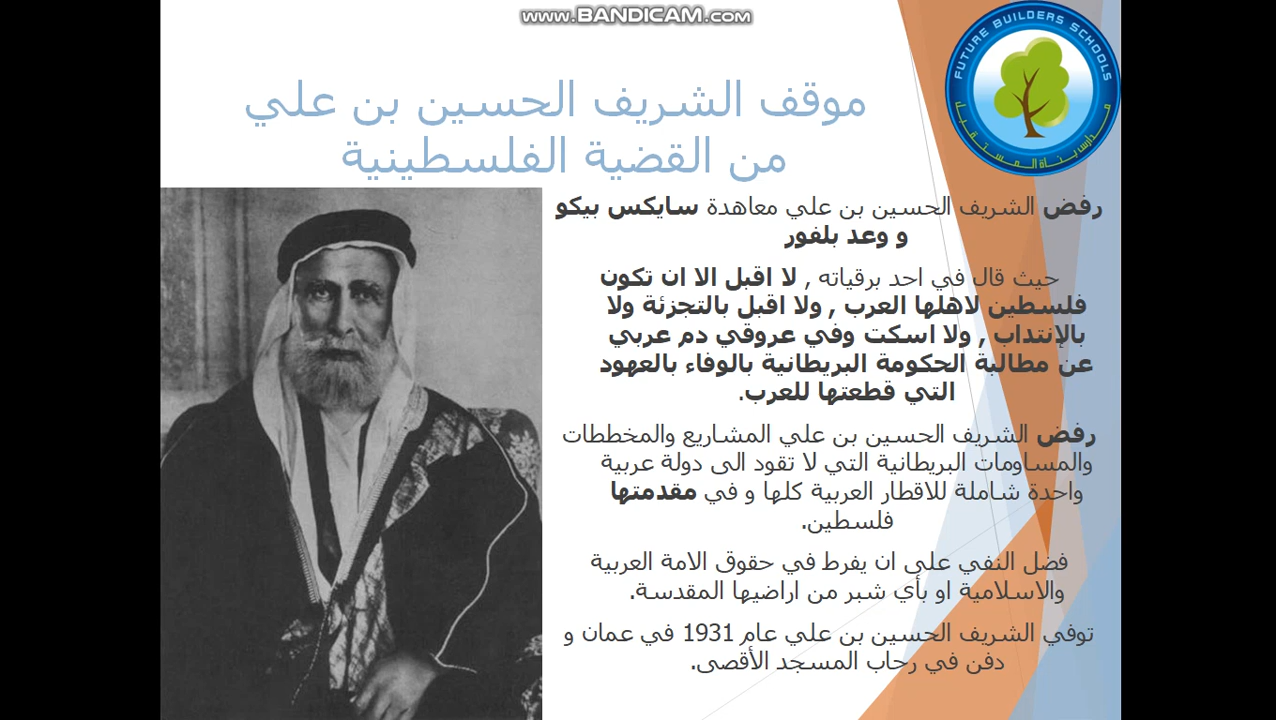 www.BANDICAM.com
FUTURE BUILDERS SCHOOLS
مدارس بناة المستقبل
موقف الشريف الحسين بن علي
من القضية الفلسطينية
رفض الشريف الحسين بن علي معاهدة سايكس بيكو
و وعد بلفور
حيث قال في احد برقياته , لا اقبل الا ان تكون
فلسطين لاهلها العرب , ولا اقبل بالتجزئة ولا
بالإنتداب , ولا اسكت وفي عروقي دم عربي
عن مطالبة الحكومة البريطانية بالوفاء بالعهود
التي قطعتها للعرب.
رفض الشريف الحسين بن علي المشاريع والمخططات
والمساومات البريطانية التي لا تقود الى دولة عربية
واحدة شاملة للاقطار العربية كلها و في مقدمتها
فلسطين.
فضل النفي على ان يفرط في حقوق الامة العربية
والاسلامية او بأي شبر من اراضيها المقدسة.
توفي الشريف الحسين بن علي عام 1931 في عمان و
دفن في رحاب المسجد الأقصى.